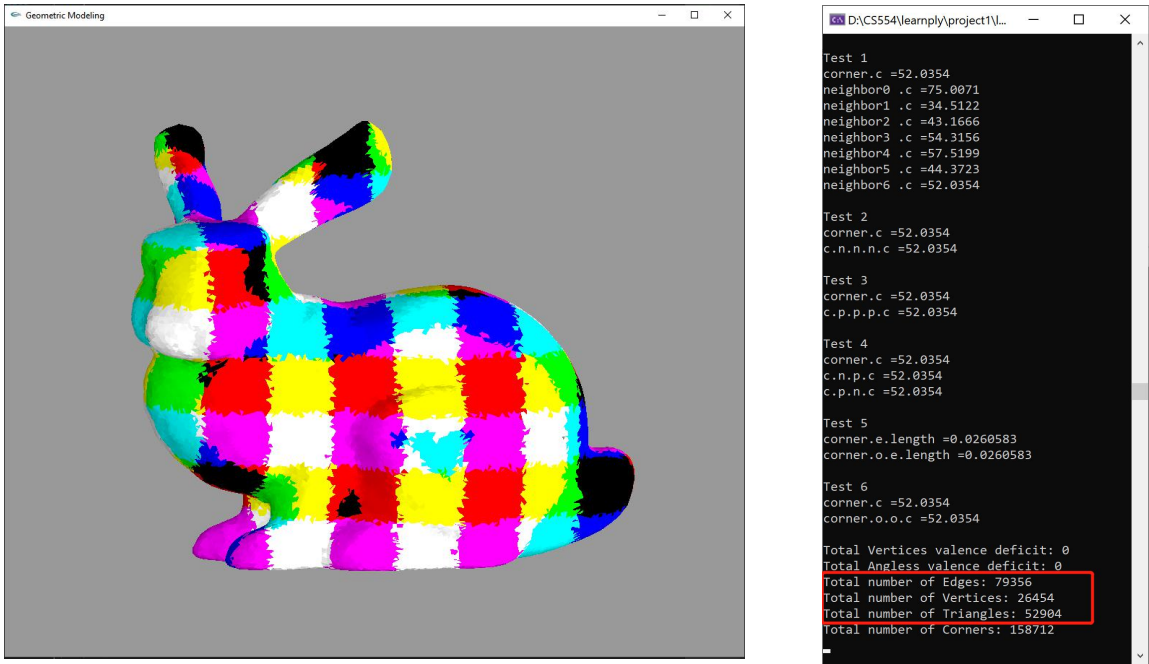 Geometric Modeling
D:\CS554\learnply\project1\l...
Test 1
corner.c =52.0354
neighbor0 .c =75.0071
neighbor1 .c =34.5122
neighbor2 .c =43.1666
neighbor3 .c =54.3156
neighbor4 .c =57.5199
neighbor5 .c =44.3723
neighbor6 .c =52.0354
Test 2
corner.c =52.0354
c.n.n.n.c =52.0354
Test 3
corner.c =52.0354
c.p.p.p.c =52.0354
Test 4
corner.c =52.0354
c.n.p.c =52.0354
c.p.n.c =52.0354
Test 5
corner.e.length =0.0260583
corner.o.e.length =0.0260583
Test 6
corner.c =52.0354
corner.o.o.c =52.0354
Total Vertices valence deficit: 0
Total Angless valence deficit: 0
Total number of Edges: 79356
Total number of Vertices: 26454
Total number of Triangles: 52904
Total number of Corners: 158712